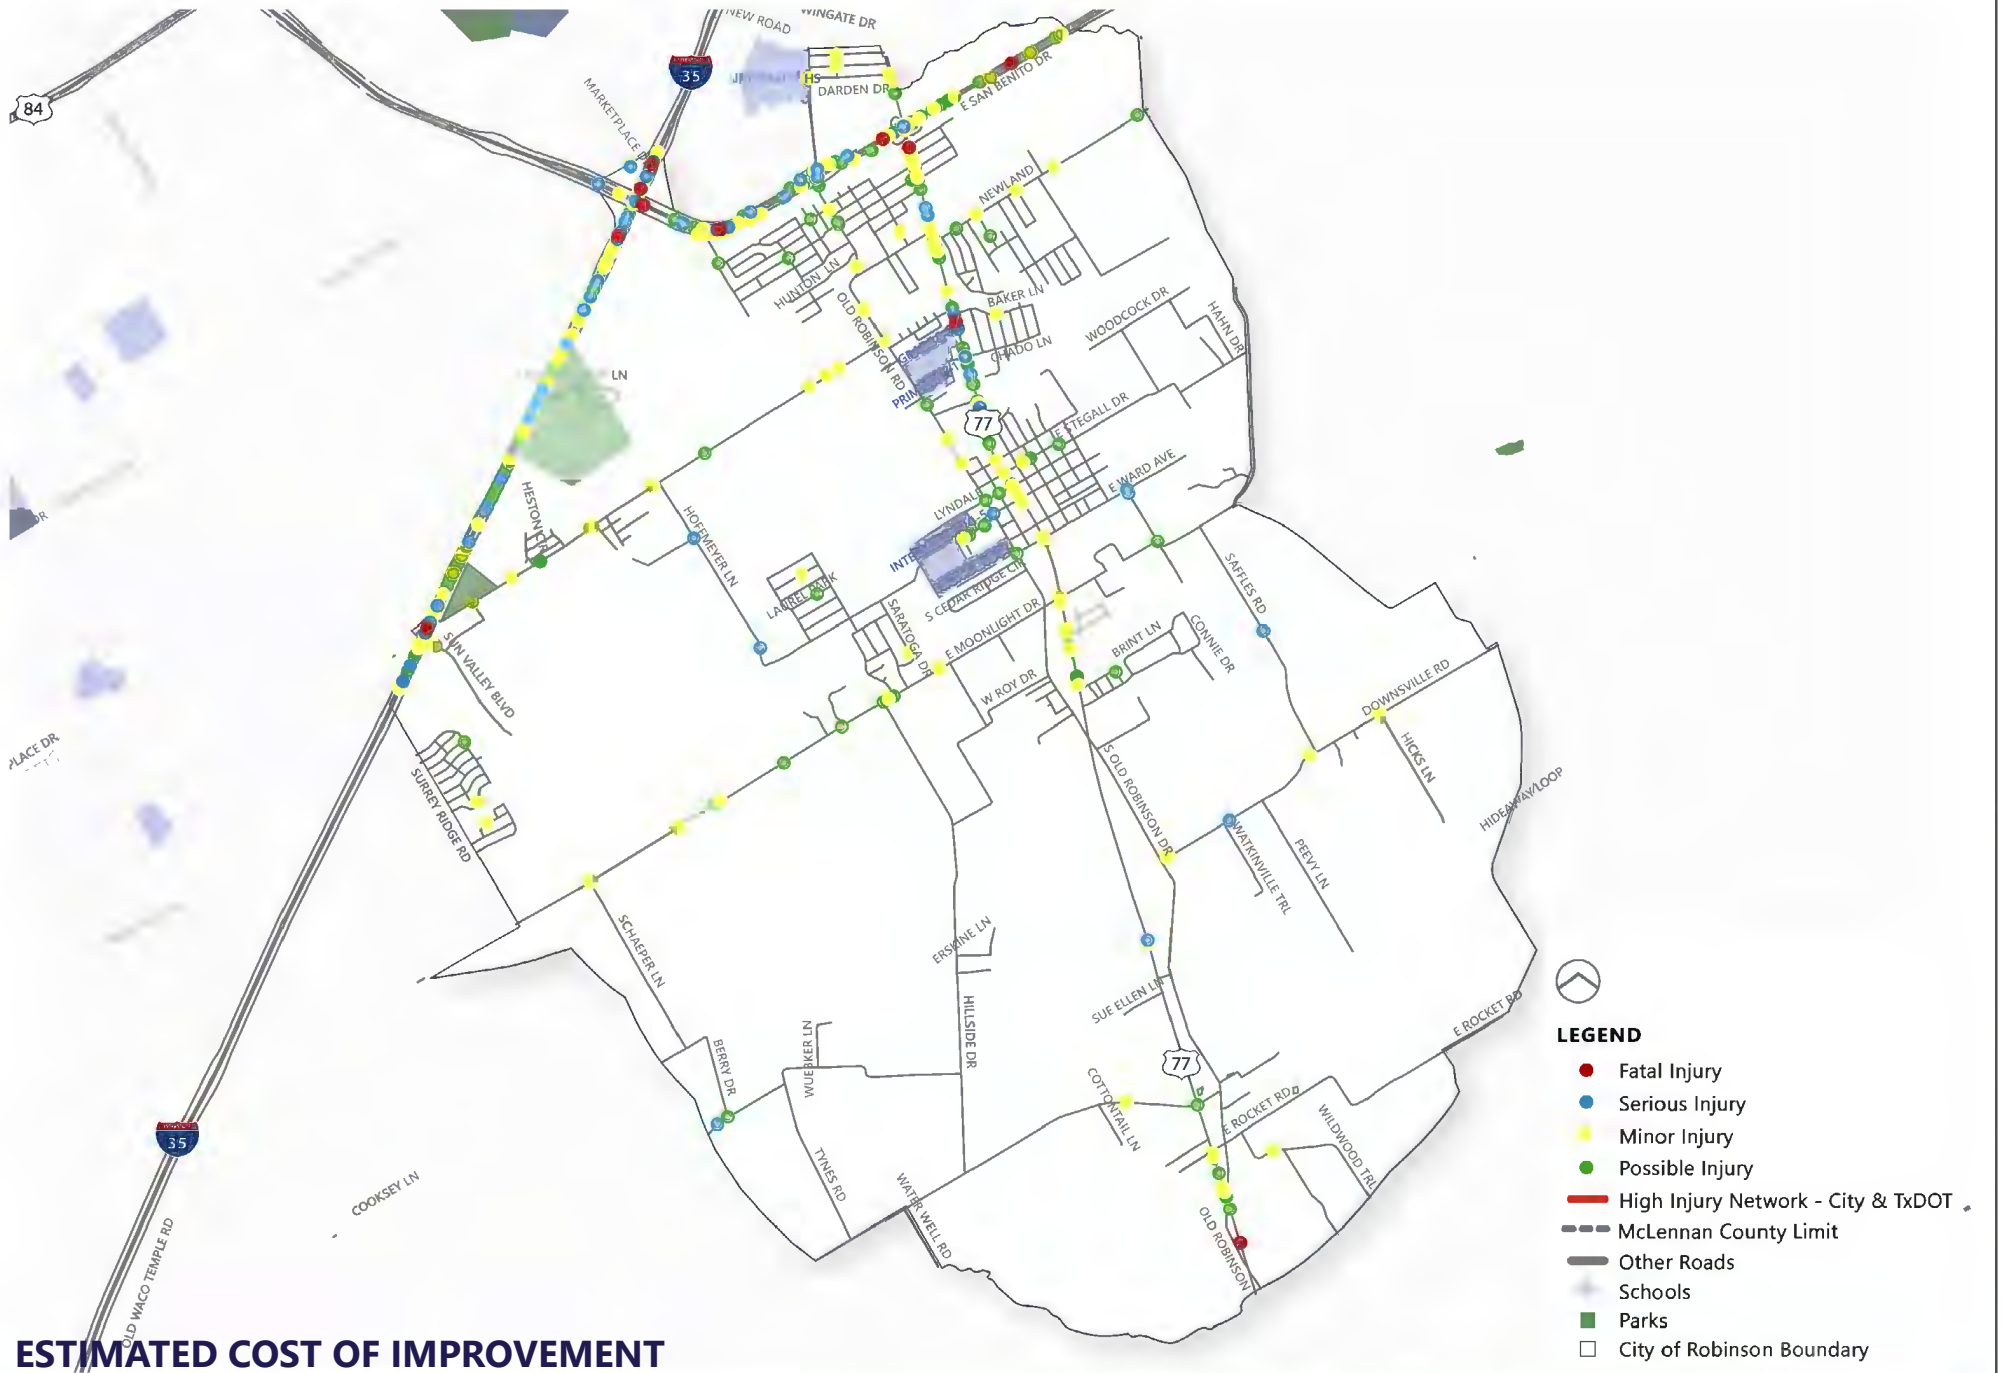 WINGATE DR
NEW ROAD
35
84
HS
DARDEN DR
E SAN BENITO DR
MARKETPLACE
NEWLAND
HUNTON LN
OLD ROBINSON RD
BAKER LN
WOODCOCK DR
HAHN DR
CHADO LN
LN
77
E STEGALL DR
E WARD AVE
LYNDALE
HOFFMEYER LN
DR
S CEDAR RIDGE CIR
SAFFLES RD
LAUREL PARK
SARATOGA DR
E MOONLIGHT DR
BRINT LN
CONNIE DR
SUN VALLEY BLVD
W ROY DR
DOWNSVILLE RD
HICKS LN
PLACE DR
SURREY RIDGE RD
S OLD ROBINSON DR
HIDEAWAY LOOP
WATKINVILLE TRL
PEEVY LN
SCHAEPER LN
ERSKINE LN
SUE ELLEN LN
HILLSIDE DR
E ROCKET RD
WUEBKER LN
BERRY DR
77
COTTONTAIL LN
E ROCKET RD
WILDWOOD TRL
35
TYNES RD
COOKSEY LN
WATER WELL RD
OLD ROBINSON
OLD WACO TEMPLE RD
LEGEND
Fatal Injury
Serious Injury
Minor Injury
Possible Injury
High Injury Network - City & TxDOT
McLennan County Limit
Other Roads
Schools
Parks
City of Robinson Boundary
ESTIMATED COST OF IMPROVEMENT